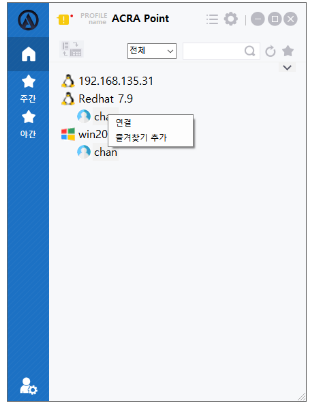 PROFILE
name
ACRA Point
전체
192.168.135.31
주간
Redhat 7.9
cha
연결
야간
win20
즐겨찾기 추가
chan